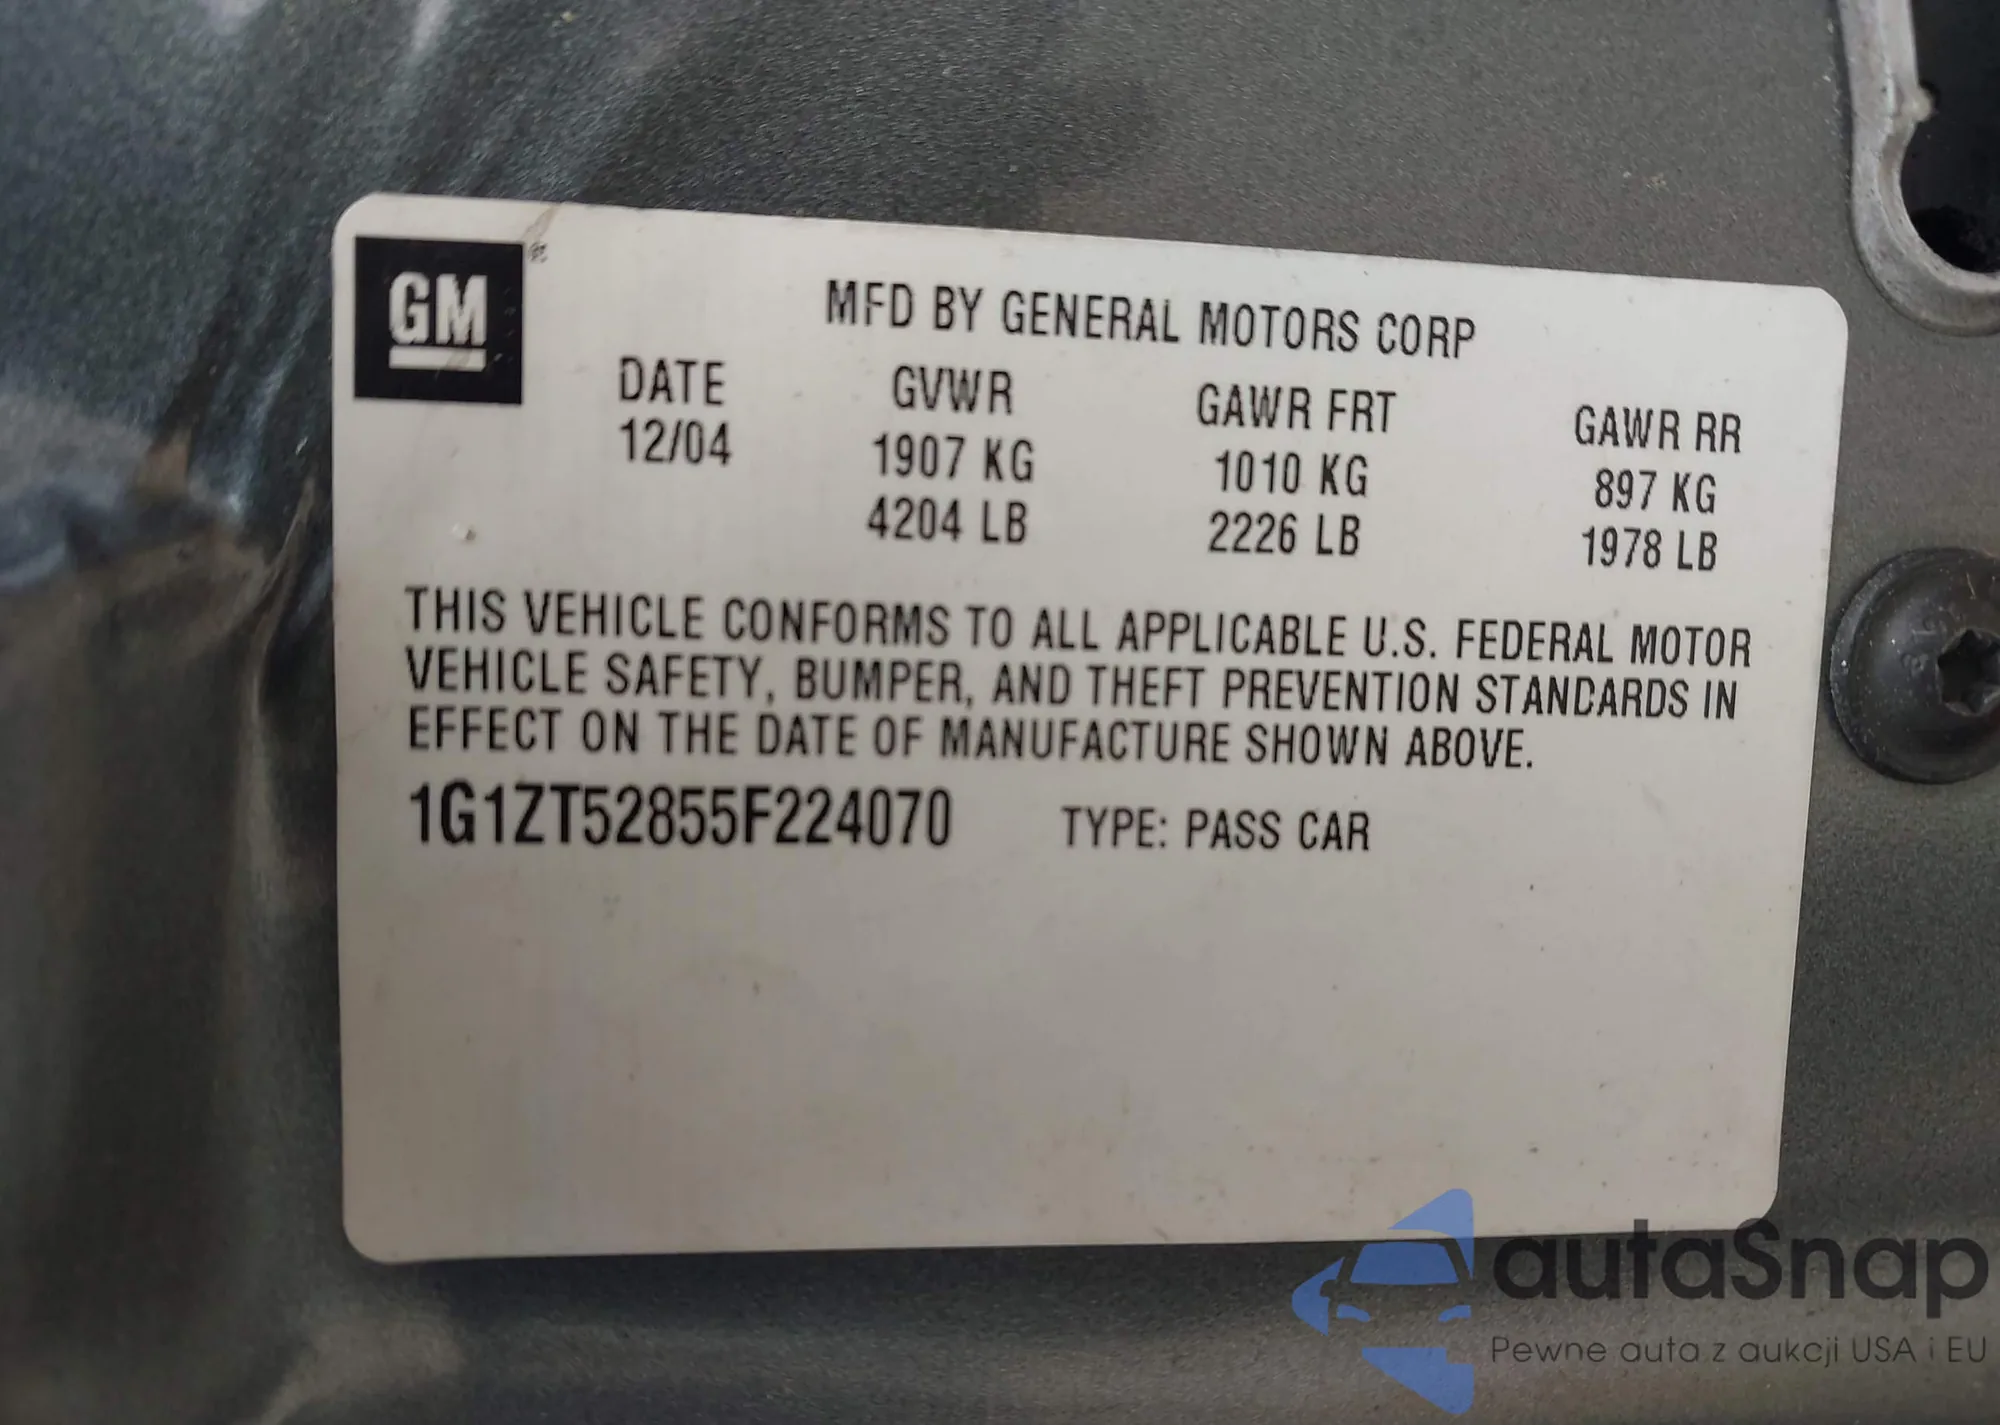 GM®
MFD BY GENERAL MOTORS CORP
DATE GVWR GAWR FRT GAWR RR
12/04 1907 KG 1010 KG 897 KG
4204 LB 2226 LB 1978 LB
THIS VEHICLE CONFORMS TO ALL APPLICABLE U.S. FEDERAL MOTOR
VEHICLE SAFETY, BUMPER, AND THEFT PREVENTION STANDARDS IN
EFFECT ON THE DATE OF MANUFACTURE SHOWN ABOVE.
1G1ZT52855F224070 TYPE: PASS CAR
autaSnap
Pewne auta z aukcji USA i EU